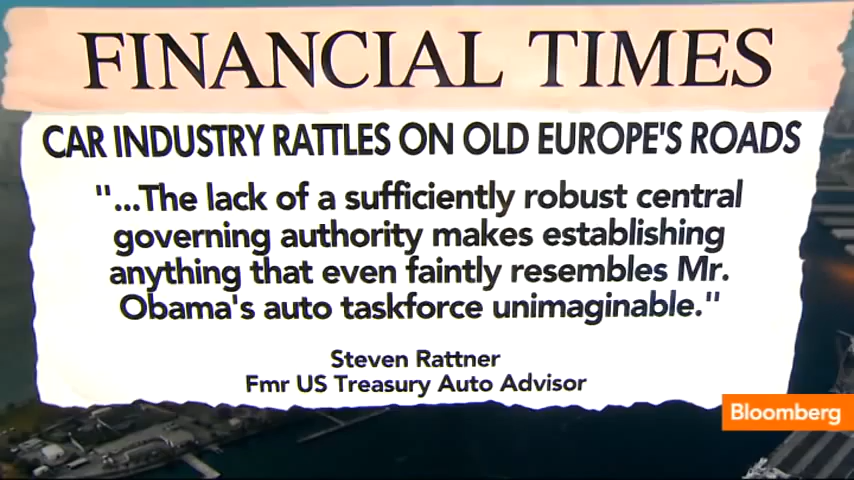 FINANCIAL TIMES
CAR INDUSTRY RATTLES ON OLD EUROPE'S ROADS
"...The lack of a sufficiently robust central
governing authority makes establishing
anything that even faintly resembles Mr.
Obama's auto taskforce unimaginable."
Steven Rattner
Fmr US Treasury Auto Advisor
Bloomberg